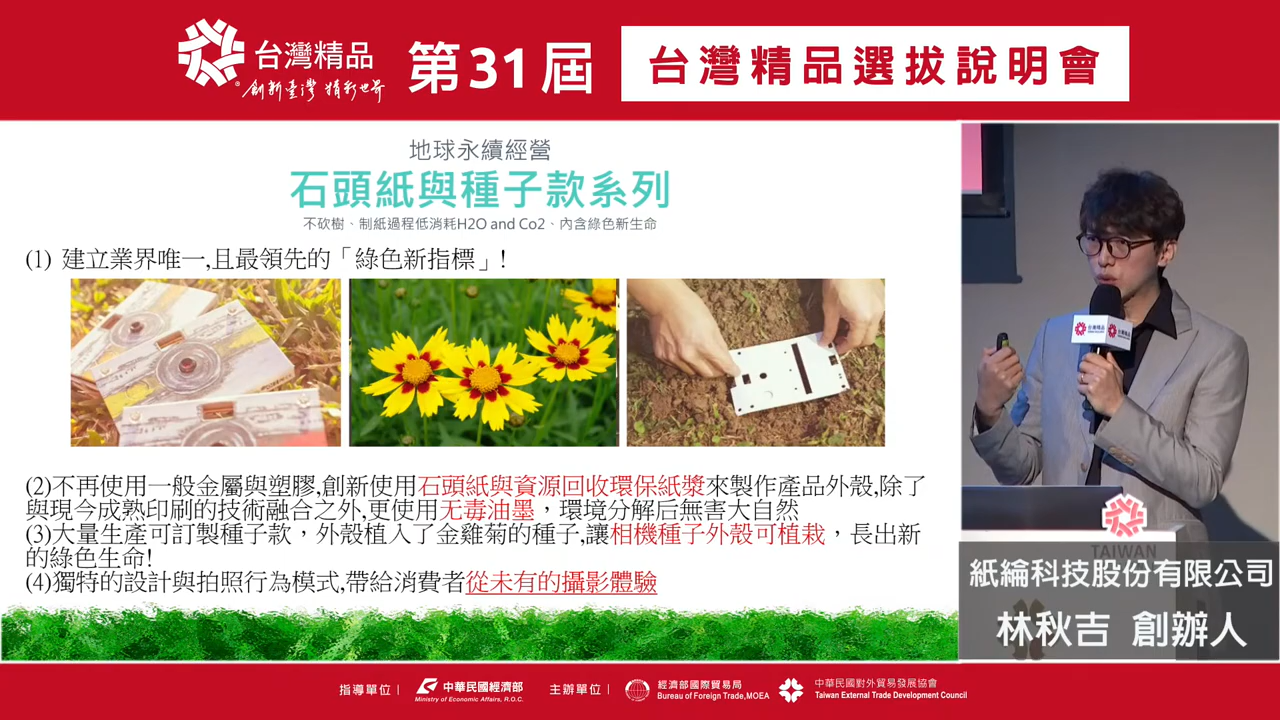 台灣精品
創新臺灣 精彩世界
第31屆
台灣精品選拔說明會
地球永續經營
石頭紙與種子款系列
不砍樹、制紙過程低消耗H2O and Co2、內含綠色新生命
(1) 建立業界唯一,且最領先的「綠色新指標」!
(2)不再使用一般金屬與塑膠,創新使用石頭紙與資源回收環保紙漿來製作產品外殼,除了
與現今成熟印刷的技術融合之外,更使用无毒油墨，環境分解后無害大自然
(3)大量生產可訂製種子款，外殼植入了金雞菊的種子,讓相機種子外殼可植栽，長出新
的綠色生命!
(4)獨特的設計與拍照行為模式,帶給消費者從未有的攝影體驗
台灣精品
TAIWAN
紙綸科技股份有限公司
林秋吉 創辦人
指導單位
中華民國經濟部
Ministry of Economic Affairs, R.O.C.
主辦單位
經濟部國際貿易局
Bureau of Foreign Trade,MOEA
中華民國對外貿易發展協會
Taiwan External Trade Development Council